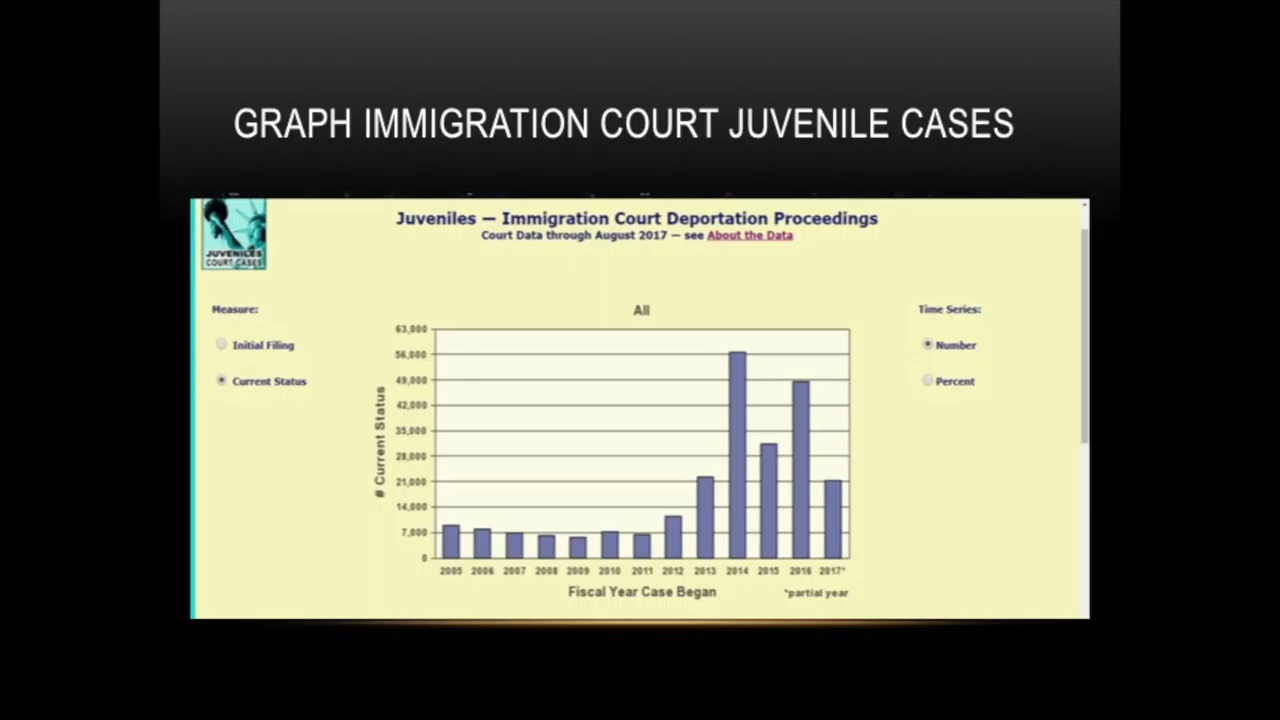 GRAPH IMMIGRATION COURT JUVENILE CASES
Juveniles — Immigration Court Deportation Proceedings
Court Data through August 2017 — see About the Data
JUVENILES
COURT CASES
Measure:
Initial Filing
Current Status
All
Time Series:
Number
Percent
# Current Status
63,000
56,000
49,000
42,000
35,000
28,000
21,000
14,000
7,000
0
2005 2006 2007 2008 2009 2010 2011 2012 2013 2014 2015 2016 2017*
Fiscal Year Case Began
*partial year